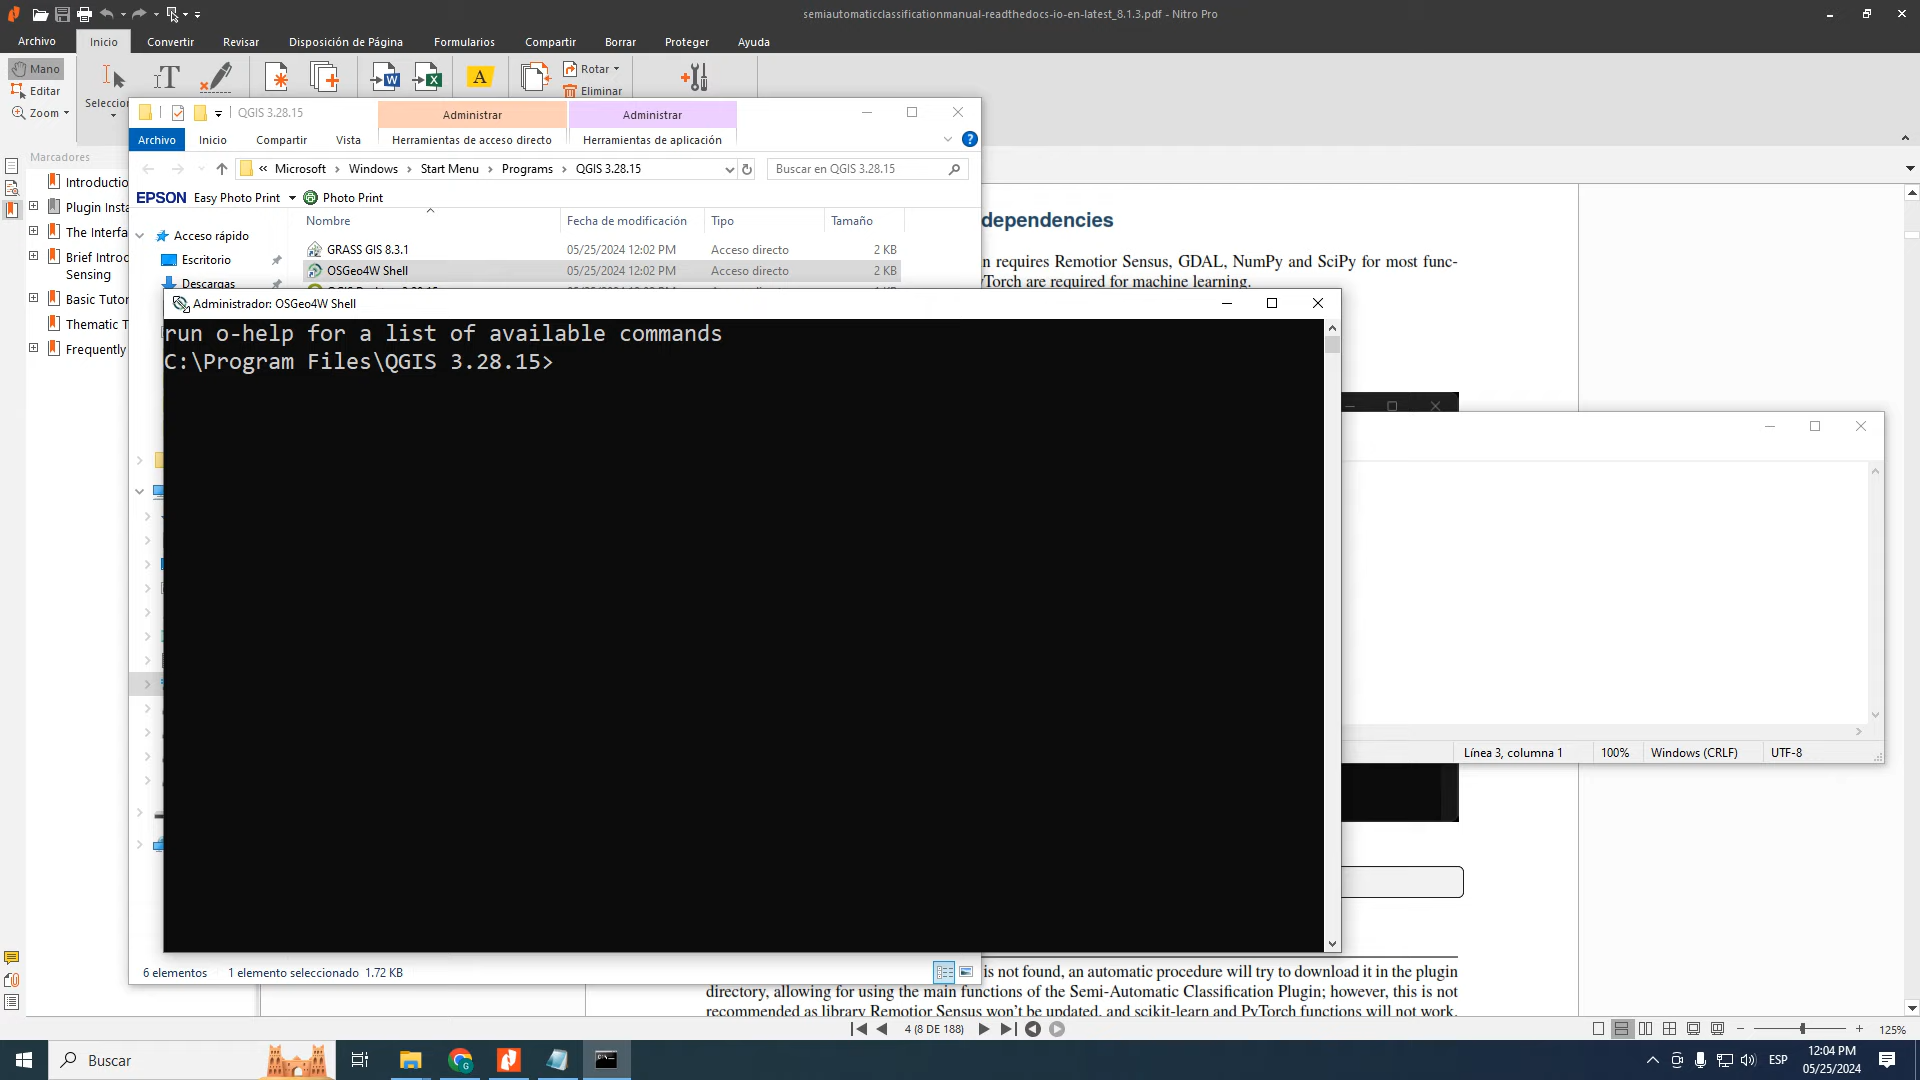 semiautomaticclassificationmanual-readthedocs-io-en-latest_8.1.3.pdf - Nitro Pro
Archivo
Inicio
Convertir
Revisar
Disposición de Página
Formularios
Compartir
Borrar
Proteger
Ayuda
Mano
Editar
Zoom
Rotar
Eliminar
Marcadores
Introductio
Plugin Insta
The Interfa
Brief Introc
Sensing
Basic Tutor
Thematic T
Frequently
QGIS 3.28.15
Administrar
Administrar
Archivo
Inicio
Compartir
Vista
Herramientas de acceso directo
Herramientas de aplicación
« Microsoft > Windows > Start Menu > Programs > QGIS 3.28.15
Buscar en QGIS 3.28.15
EPSON Easy Photo Print Photo Print
Nombre
Fecha de modificación
Tipo
Tamaño
Acceso rápido
Escritorio
Descargas
GRASS GIS 8.3.1 05/25/2024 12:02 PM Acceso directo 2 KB
OSGeo4W Shell 05/25/2024 12:02 PM Acceso directo 2 KB
dependencies
n requires Remotior Sensus, GDAL, NumPy and SciPy for most func-
Torch are required for machine learning.
Administrador: OSGeo4W Shell
run o-help for a list of available commands
C:\Program Files\QGIS 3.28.15>
Línea 3, columna 1
100%
Windows (CRLF)
UTF-8
6 elementos
1 elemento seleccionado 1.72 KB
is not found, an automatic procedure will try to download it in the plugin
directory, allowing for using the main functions of the Semi-Automatic Classification Plugin; however, this is not
recommended as library Remotior Sensus won't be updated, and scikit-learn and PyTorch functions will not work.
4 (8 DE 188)
125%
Buscar
ESP
12:04 PM
05/25/2024